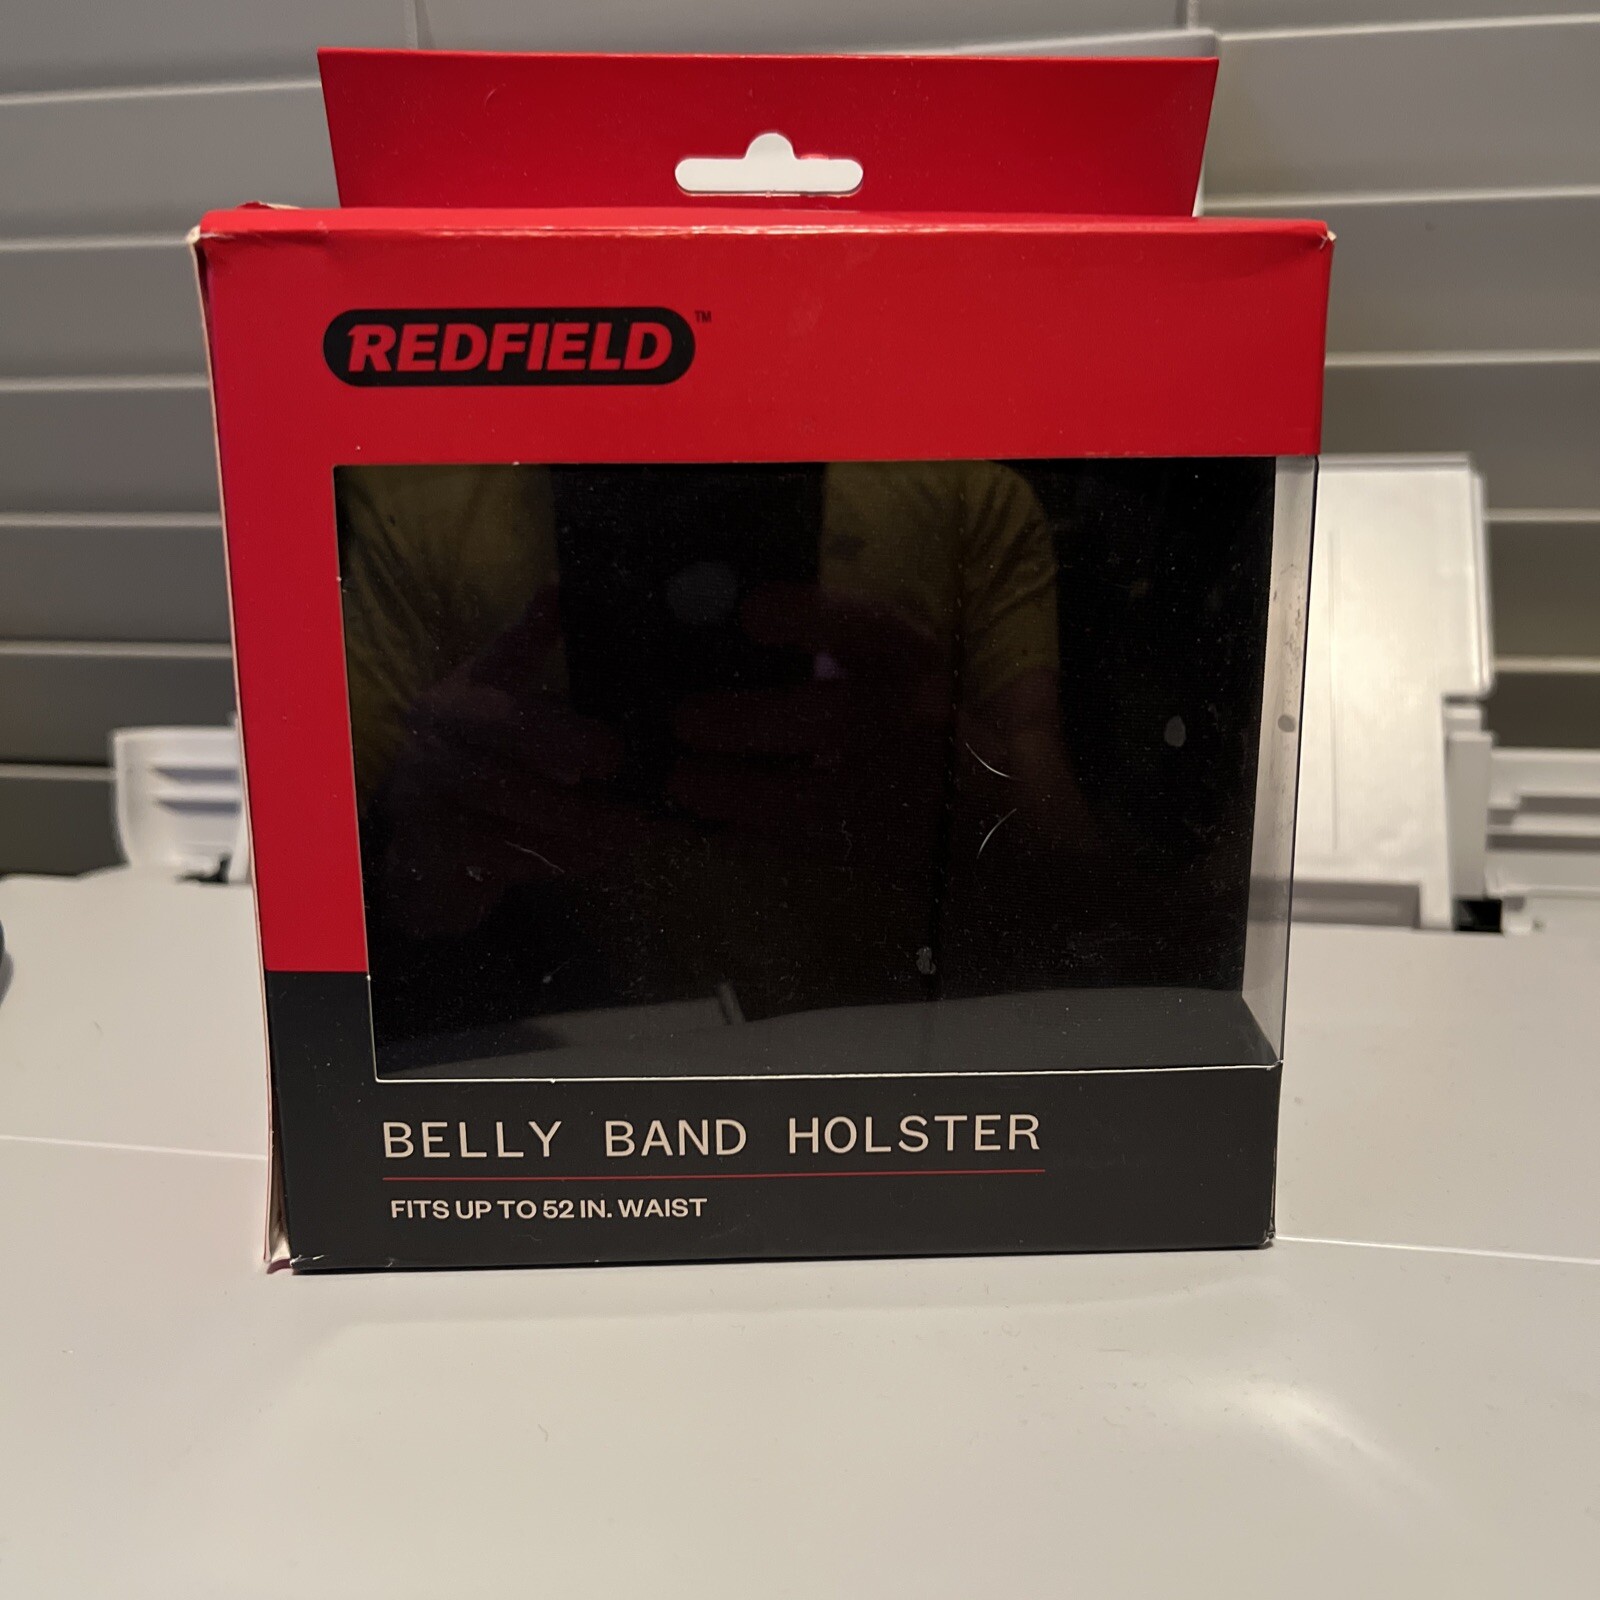 REDFIELD™
BELLY BAND HOLSTER
FITS UP TO 52 IN. WAIST